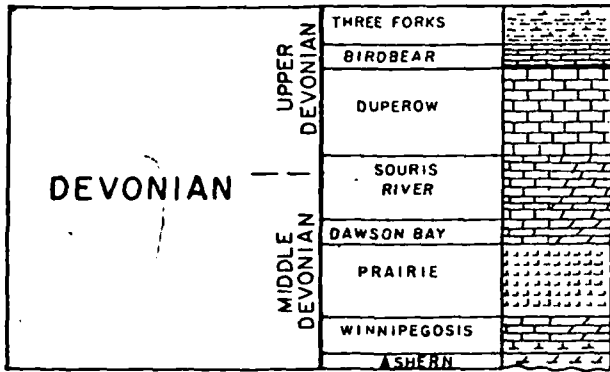 DEVONIAN
UPPER
DEVONIAN
MIDDLE
DEVONIAN
THREE FORKS
BIRDBEAR
DUPEROW
SOURIS
RIVER
DAWSON BAY
PRAIRIE
WINNIPEGOSIS
ASHERN